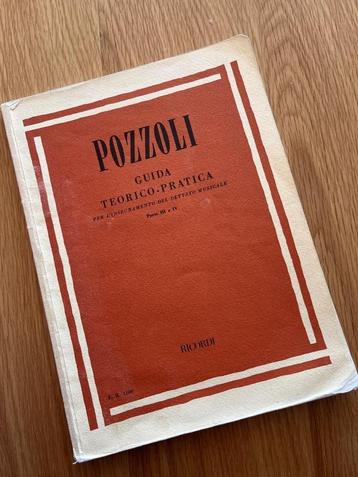 POZZOLI
GUIDA
TEORICO-PRATICA
PER L'INSEGNAMENTO DEL DETTATO MUSICALE
Parte III e IV
RICORDI
E. R.